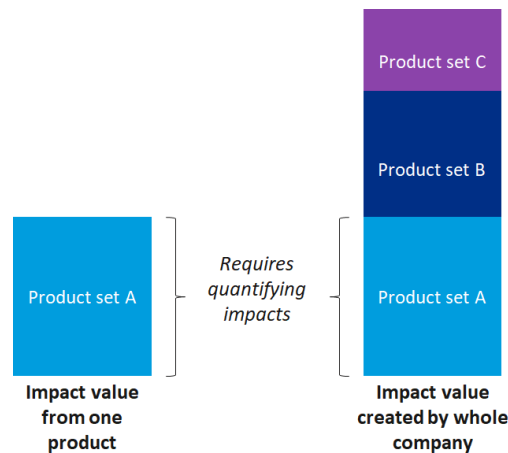 Product set C
Product set B
Product set A
Requires
quantifying
impacts
Product set A
Impact value
from one
product
Impact value
created by whole
company